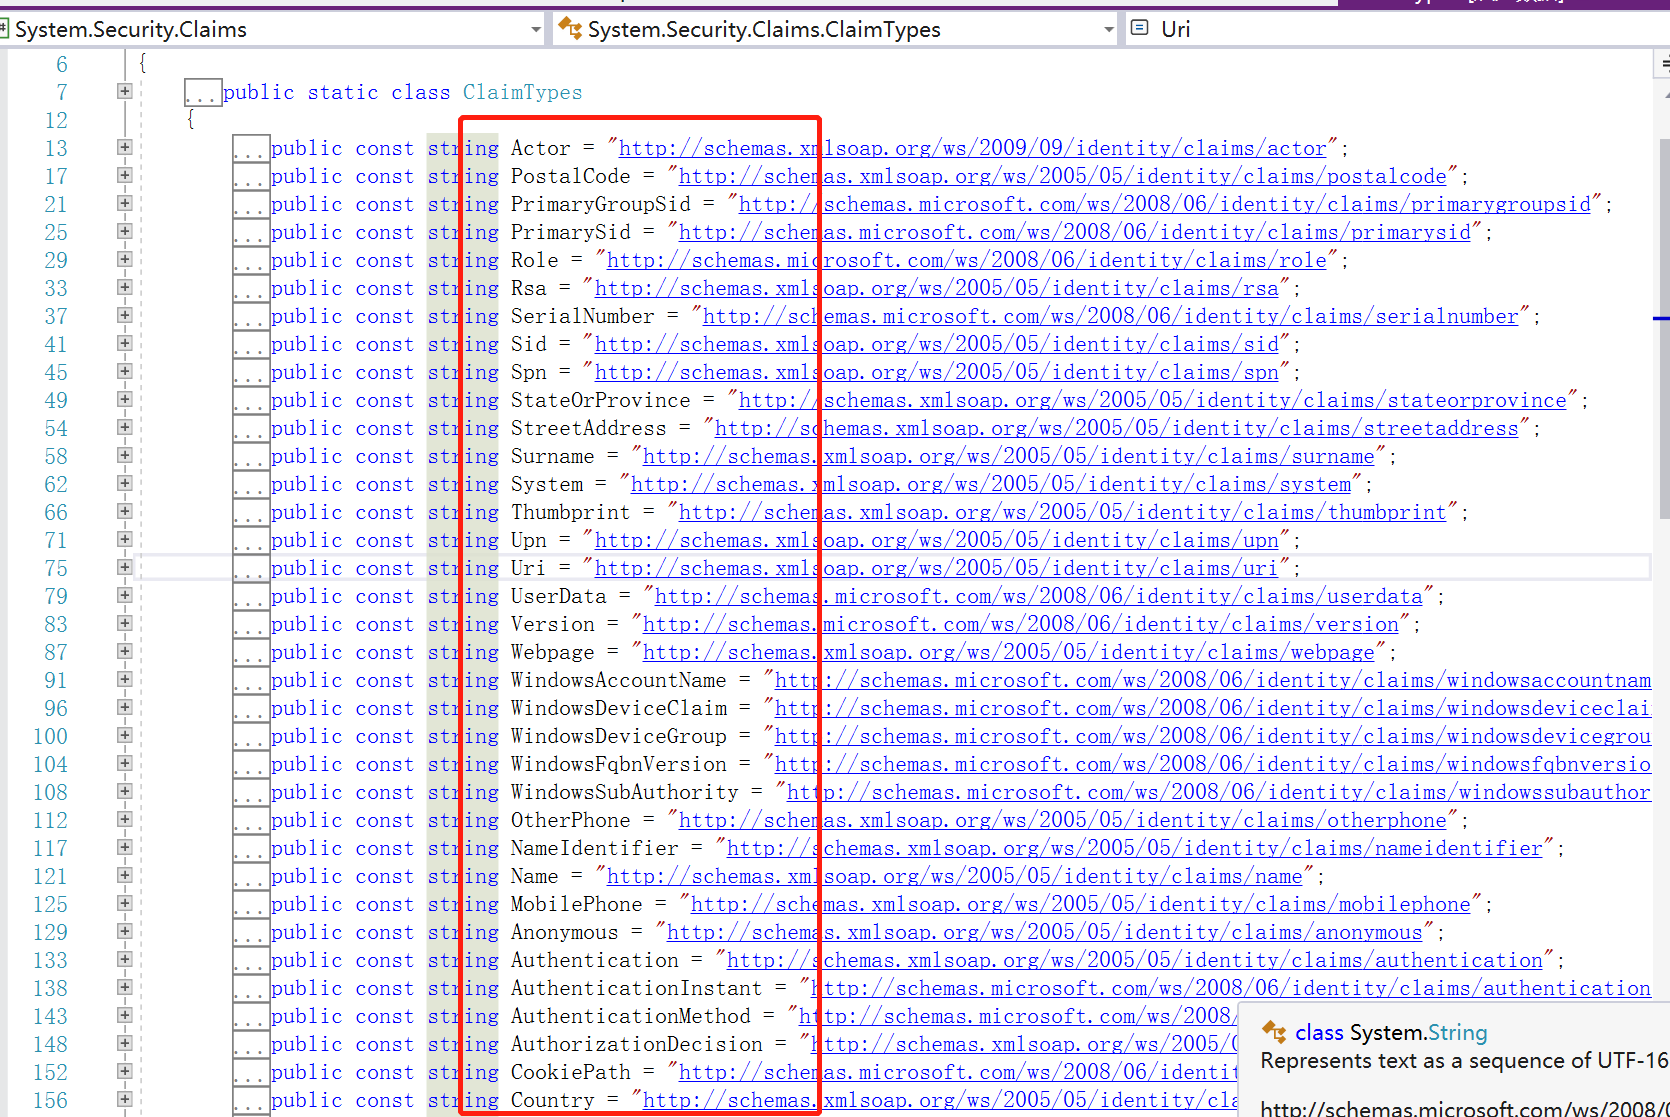 System.Security.Claims System.Security.Claims.ClaimTypes Uri
6 {
7 ...public static class ClaimTypes
12 {
13 ...public const string Actor = "http://schemas.xmlsoap.org/ws/2009/09/identity/claims/actor";
17 ...public const string PostalCode = "http://schemas.xmlsoap.org/ws/2005/05/identity/claims/postalcode";
21 ...public const string PrimaryGroupSid = "http://schemas.microsoft.com/ws/2008/06/identity/claims/primarygroupsid";
25 ...public const string PrimarySid = "http://schemas.microsoft.com/ws/2008/06/identity/claims/primarysid";
29 ...public const string Role = "http://schemas.microsoft.com/ws/2008/06/identity/claims/role";
33 ...public const string Rsa = "http://schemas.xmlsoap.org/ws/2005/05/identity/claims/rsa";
37 ...public const string SerialNumber = "http://schemas.microsoft.com/ws/2008/06/identity/claims/serialnumber";
41 ...public const string Sid = "http://schemas.xmlsoap.org/ws/2005/05/identity/claims/sid";
45 ...public const string Spn = "http://schemas.xmlsoap.org/ws/2005/05/identity/claims/spn";
49 ...public const string StateOrProvince = "http://schemas.xmlsoap.org/ws/2005/05/identity/claims/stateorprovince";
54 ...public const string StreetAddress = "http://schemas.xmlsoap.org/ws/2005/05/identity/claims/streetaddress";
58 ...public const string Surname = "http://schemas.xmlsoap.org/ws/2005/05/identity/claims/surname";
62 ...public const string System = "http://schemas.xmlsoap.org/ws/2005/05/identity/claims/system";
66 ...public const string Thumbprint = "http://schemas.xmlsoap.org/ws/2005/05/identity/claims/thumbprint";
71 ...public const string Upn = "http://schemas.xmlsoap.org/ws/2005/05/identity/claims/upn";
75 ...public const string Uri = "http://schemas.xmlsoap.org/ws/2005/05/identity/claims/uri";
79 ...public const string UserData = "http://schemas.microsoft.com/ws/2008/06/identity/claims/userdata";
83 ...public const string Version = "http://schemas.microsoft.com/ws/2008/06/identity/claims/version";
87 ...public const string Webpage = "http://schemas.xmlsoap.org/ws/2005/05/identity/claims/webpage";
91 ...public const string WindowsAccountName = "http://schemas.microsoft.com/ws/2008/06/identity/claims/windowsaccountnam
96 ...public const string WindowsDeviceClaim = "http://schemas.microsoft.com/ws/2008/06/identity/claims/windowsdeviceclai
100 ...public const string WindowsDeviceGroup = "http://schemas.microsoft.com/ws/2008/06/identity/claims/windowsdevicegrou
104 ...public const string WindowsFqbnVersion = "http://schemas.microsoft.com/ws/2008/06/identity/claims/windowsfqbnversio
108 ...public const string WindowsSubAuthority = "http://schemas.microsoft.com/ws/2008/06/identity/claims/windowssubauthor
112 ...public const string OtherPhone = "http://schemas.xmlsoap.org/ws/2005/05/identity/claims/otherphone";
117 ...public const string NameIdentifier = "http://schemas.xmlsoap.org/ws/2005/05/identity/claims/nameidentifier";
121 ...public const string Name = "http://schemas.xmlsoap.org/ws/2005/05/identity/claims/name";
125 ...public const string MobilePhone = "http://schemas.xmlsoap.org/ws/2005/05/identity/claims/mobilephone";
129 ...public const string Anonymous = "http://schemas.xmlsoap.org/ws/2005/05/identity/claims/anonymous";
133 ...public const string Authentication = "http://schemas.xmlsoap.org/ws/2005/05/identity/claims/authentication";
138 ...public const string AuthenticationInstant = "http://schemas.microsoft.com/ws/2008/06/identity/claims/authentication
143 ...public const string AuthenticationMethod = "http://schemas.microsoft.com/ws/2008/
148 ...public const string AuthorizationDecision = "http://schemas.xmlsoap.org/ws/2005/0
152 ...public const string CookiePath = "http://schemas.microsoft.com/ws/2008/06/identit
156 ...public const string Country = "http://schemas.xmlsoap.org/ws/2005/05/identity/cla
class System.String
Represents text as a sequence of UTF-16
http://schemas.microsoft.com/ws/2008/0